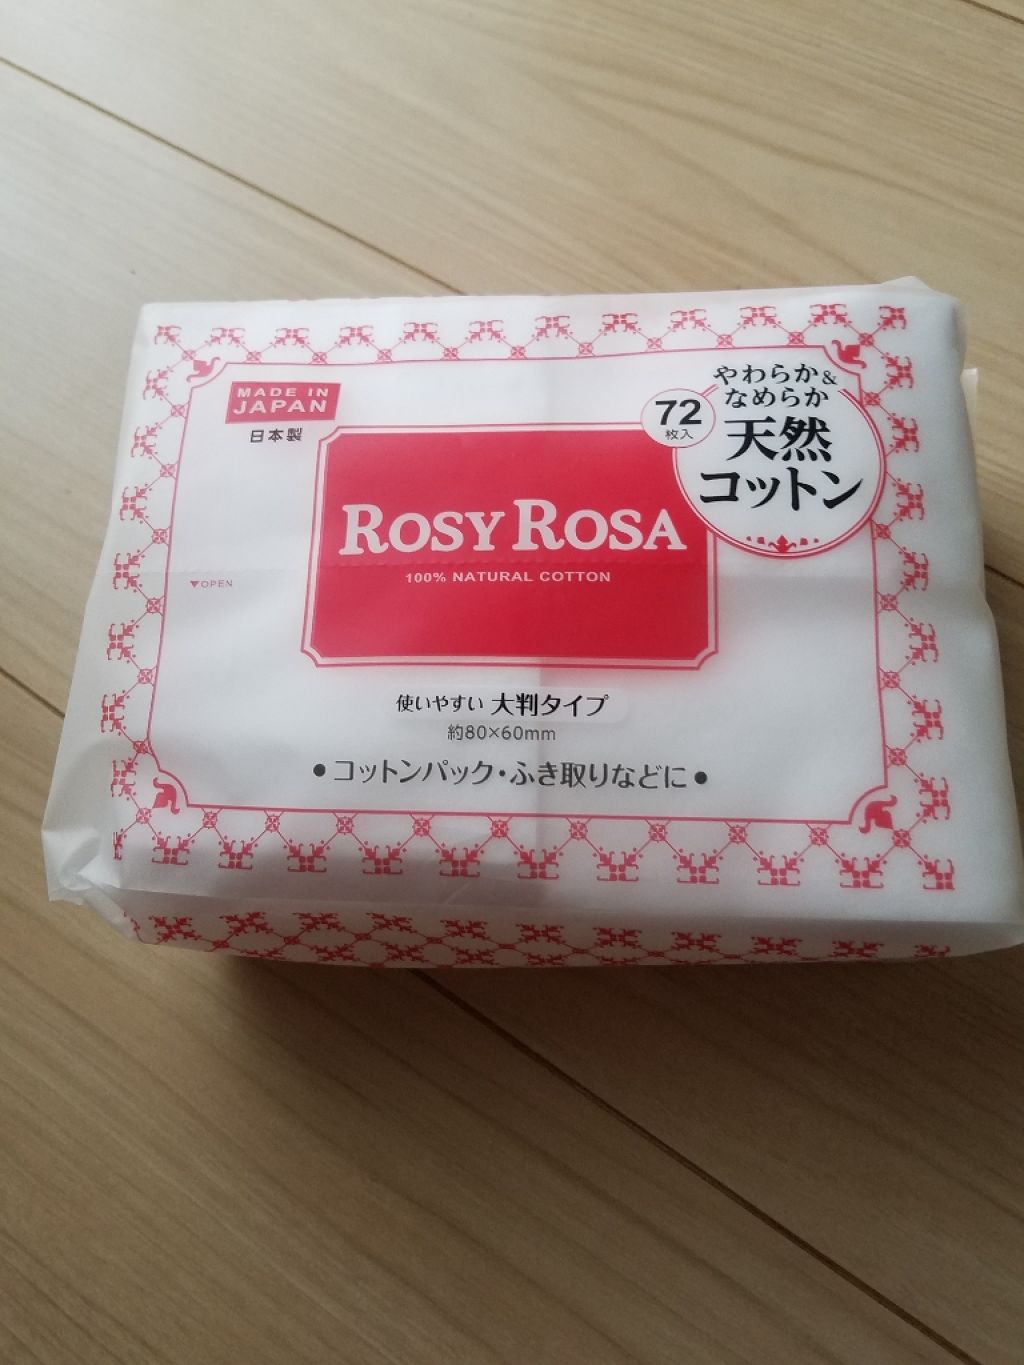 MADE IN
JAPAN
日本製
72
枚入
やわらか&
なめらか
天然
コットン
ROSY ROSA
100% NATURAL COTTON
▼OPEN
使いやすい 大判タイプ
約80×60mm
●コットンパック・ふき取りなどに●